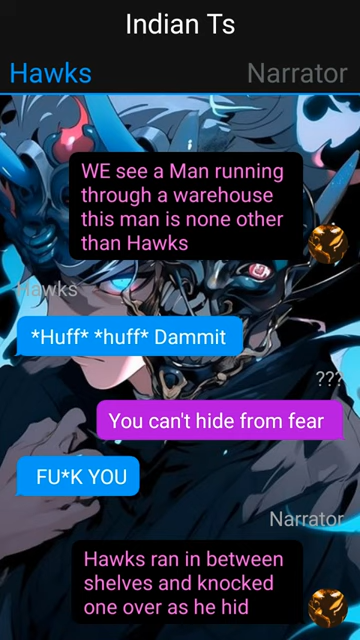 Indian Ts
Hawks
Narrator
WE see a Man running
through a warehouse
this man is none other
than Hawks
Hawks
*Huff* *huff* Dammit
???
You can't hide from fear
FU*K YOU
Narrator
Hawks ran in between
shelves and knocked
one over as he hid